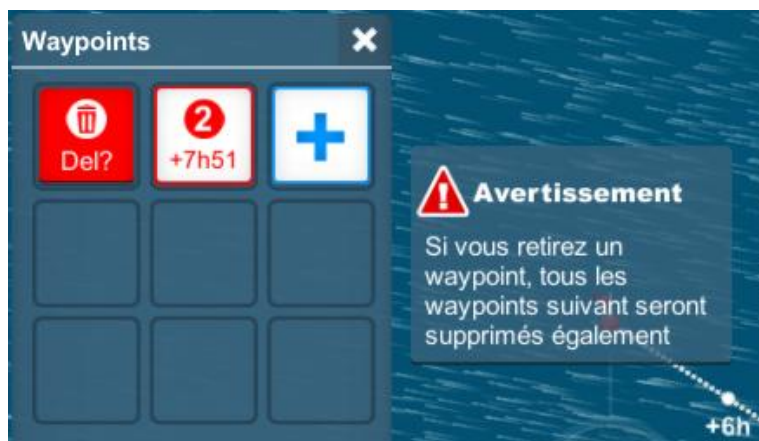 Waypoints
Del?
2
+7h51
Avertissement
Si vous retirez un
waypoint, tous les
waypoints suivant seront
supprimés également
+6h